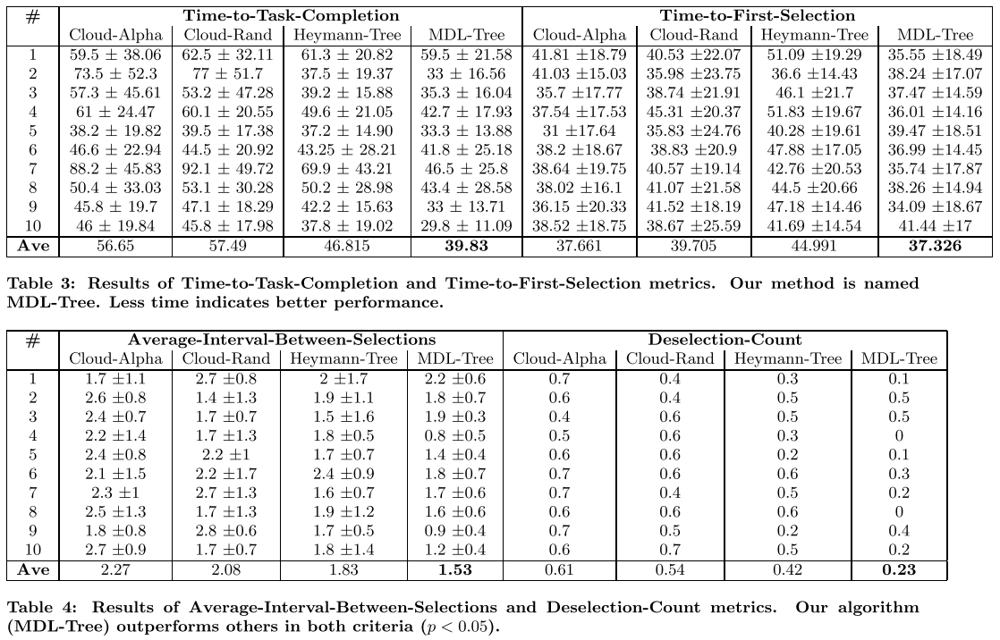 # Time-to-Task-Completion Time-to-First-Selection
Cloud-Alpha Cloud-Rand Heymann-Tree MDL-Tree Cloud-Alpha Cloud-Rand Heymann-Tree MDL-Tree
1 59.5 ± 38.06 62.5 ± 32.11 61.3 ± 20.82 59.5 ± 21.58 41.81 ±18.79 40.53 ±22.07 51.09 ±19.29 35.55 ±18.49
2 73.5 ± 52.3 77 ± 51.7 37.5 ± 19.37 33 ± 16.56 41.03 ±15.03 35.98 ±23.75 36.6 ±14.43 38.24 ±17.07
3 57.3 ± 45.61 53.2 ± 47.28 39.2 ± 15.88 35.3 ± 16.04 35.7 ±17.77 38.74 ±21.91 46.1 ±21.7 37.47 ±14.59
4 61 ± 24.47 60.1 ± 20.55 49.6 ± 21.05 42.7 ± 17.93 37.54 ±17.53 45.31 ±20.37 51.83 ±19.67 36.01 ±14.16
5 38.2 ± 19.82 39.5 ± 17.38 37.2 ± 14.90 33.3 ± 13.88 31 ±17.64 35.83 ±24.76 40.28 ±19.61 39.47 ±18.51
6 46.6 ± 22.94 44.5 ± 20.92 43.25 ± 28.21 41.8 ± 25.18 38.2 ±18.67 38.83 ±20.9 47.88 ±17.05 36.99 ±14.45
7 88.2 ± 45.83 92.1 ± 49.72 69.9 ± 43.21 46.5 ± 25.8 38.64 ±19.75 40.57 ±19.14 42.76 ±20.53 35.74 ±17.87
8 50.4 ± 33.03 53.1 ± 30.28 50.2 ± 28.98 43.4 ± 28.58 38.02 ±16.1 41.07 ±21.58 44.5 ±20.66 38.26 ±14.94
9 45.8 ± 19.7 47.1 ± 18.29 42.2 ± 15.63 33 ± 13.71 36.15 ±20.33 41.52 ±18.19 47.18 ±14.46 34.09 ±18.67
10 46 ± 19.84 45.8 ± 17.98 37.8 ± 19.02 29.8 ± 11.09 38.52 ±18.75 38.67 ±25.59 41.69 ±14.54 41.44 ±17
Ave 56.65 57.49 46.815 39.83 37.661 39.705 44.991 37.326
Table 3: Results of Time-to-Task-Completion and Time-to-First-Selection metrics. Our method is named
MDL-Tree. Less time indicates better performance.
# Average-Interval-Between-Selections Deselection-Count
Cloud-Alpha Cloud-Rand Heymann-Tree MDL-Tree Cloud-Alpha Cloud-Rand Heymann-Tree MDL-Tree
1 1.7 ±1.1 2.7 ±0.8 2 ±1.7 2.2 ±0.6 0.7 0.4 0.3 0.1
2 2.6 ±0.8 1.4 ±1.3 1.9 ±1.1 1.8 ±0.7 0.6 0.4 0.5 0.5
3 2.4 ±0.7 1.7 ±0.7 1.5 ±1.6 1.9 ±0.3 0.4 0.6 0.5 0.5
4 2.2 ±1.4 1.7 ±1.3 1.8 ±0.5 0.8 ±0.5 0.5 0.6 0.3 0
5 2.4 ±0.8 2.2 ±1 1.7 ±0.7 1.4 ±0.4 0.6 0.6 0.2 0.1
6 2.1 ±1.5 2.2 ±1.7 2.4 ±0.9 1.8 ±0.7 0.7 0.6 0.6 0.3
7 2.3 ±1 2.7 ±1.3 1.6 ±0.7 1.7 ±0.6 0.7 0.4 0.5 0.2
8 2.5 ±1.3 1.7 ±1.3 1.9 ±1.2 1.6 ±0.6 0.6 0.6 0.6 0
9 1.8 ±0.8 2.8 ±0.6 1.7 ±0.5 0.9 ±0.4 0.7 0.5 0.2 0.4
10 2.7 ±0.9 1.7 ±0.7 1.8 ±1.4 1.2 ±0.4 0.6 0.7 0.5 0.2
Ave 2.27 2.08 1.83 1.53 0.61 0.54 0.42 0.23
Table 4: Results of Average-Interval-Between-Selections and Deselection-Count metrics. Our algorithm
(MDL-Tree) outperforms others in both criteria (p < 0.05).